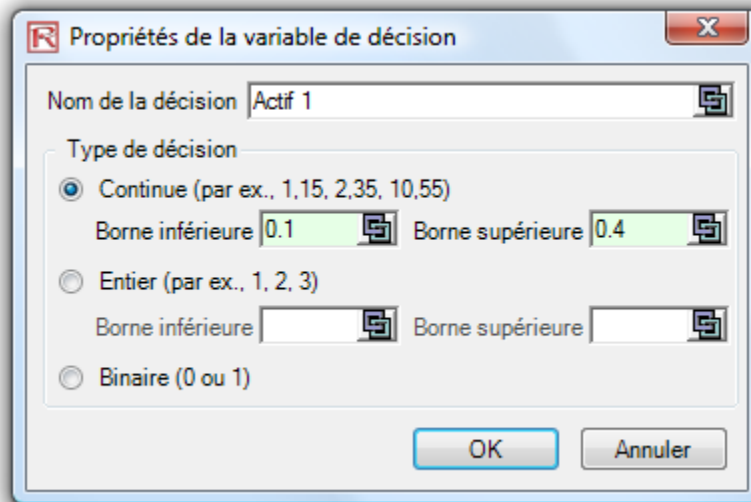 Propriétés de la variable de décision
Nom de la décision Actif 1
Type de décision
Continue (par ex., 1,15, 2,35, 10,55)
Borne inférieure 0.1 Borne supérieure 0.4
Entier (par ex., 1, 2, 3)
Borne inférieure Borne supérieure
Binaire (0 ou 1)
OK Annuler